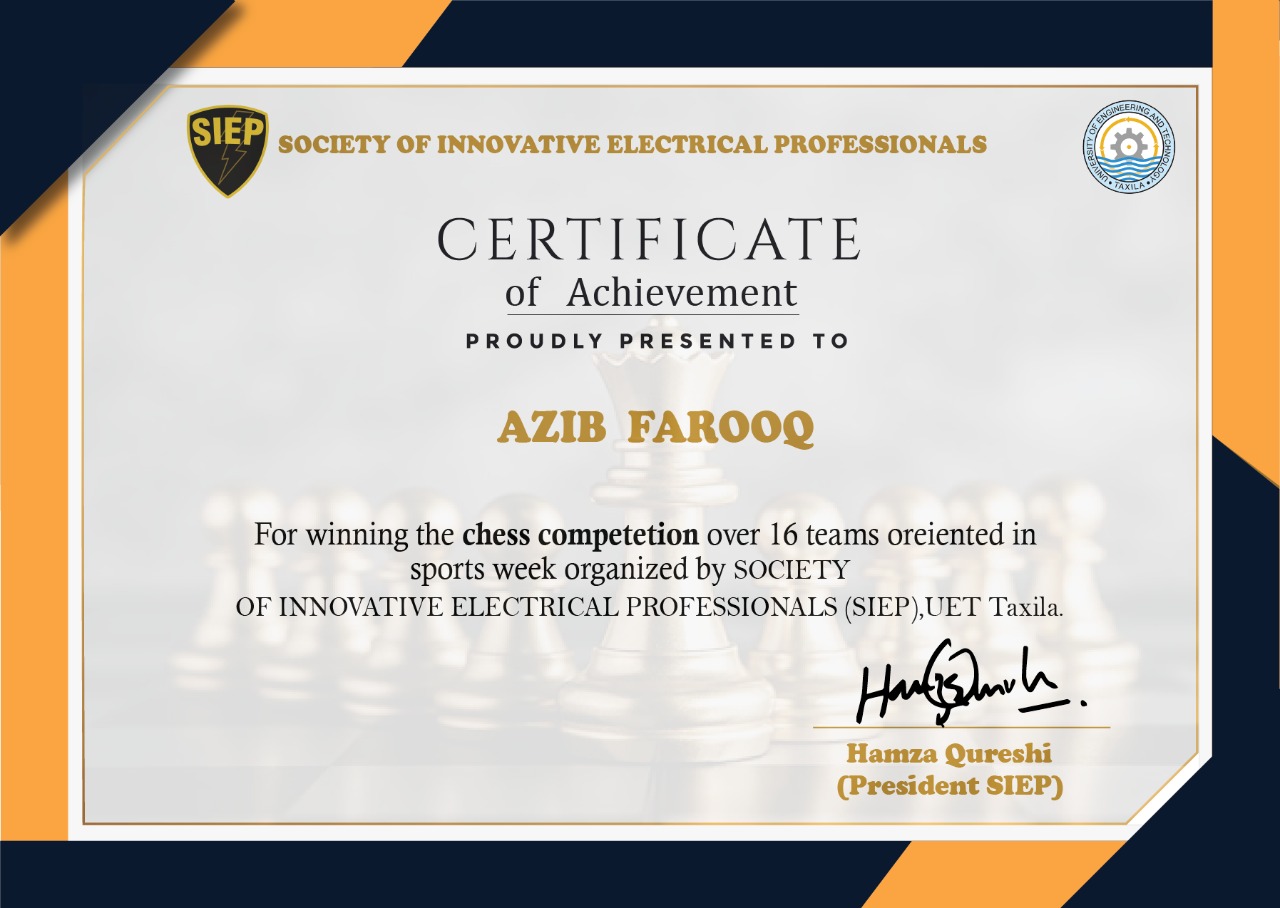 SIEP
SOCIETY OF INNOVATIVE ELECTRICAL PROFESSIONALS
UNIVERSITY OF ENGINEERING AND TECHNOLOGY
• TAXILA •
CERTIFICATE
of Achievement
PROUDLY PRESENTED TO
AZIB FAROOQ
For winning the chess competetion over 16 teams oreiented in
sports week organized by SOCIETY
OF INNOVATIVE ELECTRICAL PROFESSIONALS (SIEP),UET Taxila.
Hamza Qureshi
(President SIEP)